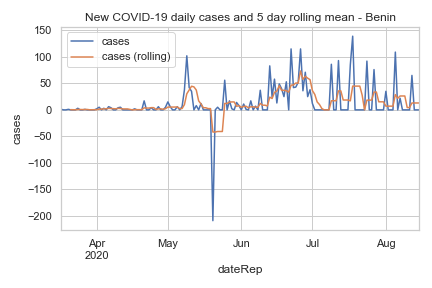 New COVID-19 daily cases and 5 day rolling mean - Benin
cases
cases (rolling)
150
100
50
0
−50
−100
−150
−200
cases
Apr
2020
May
Jun
Jul
Aug
dateRep